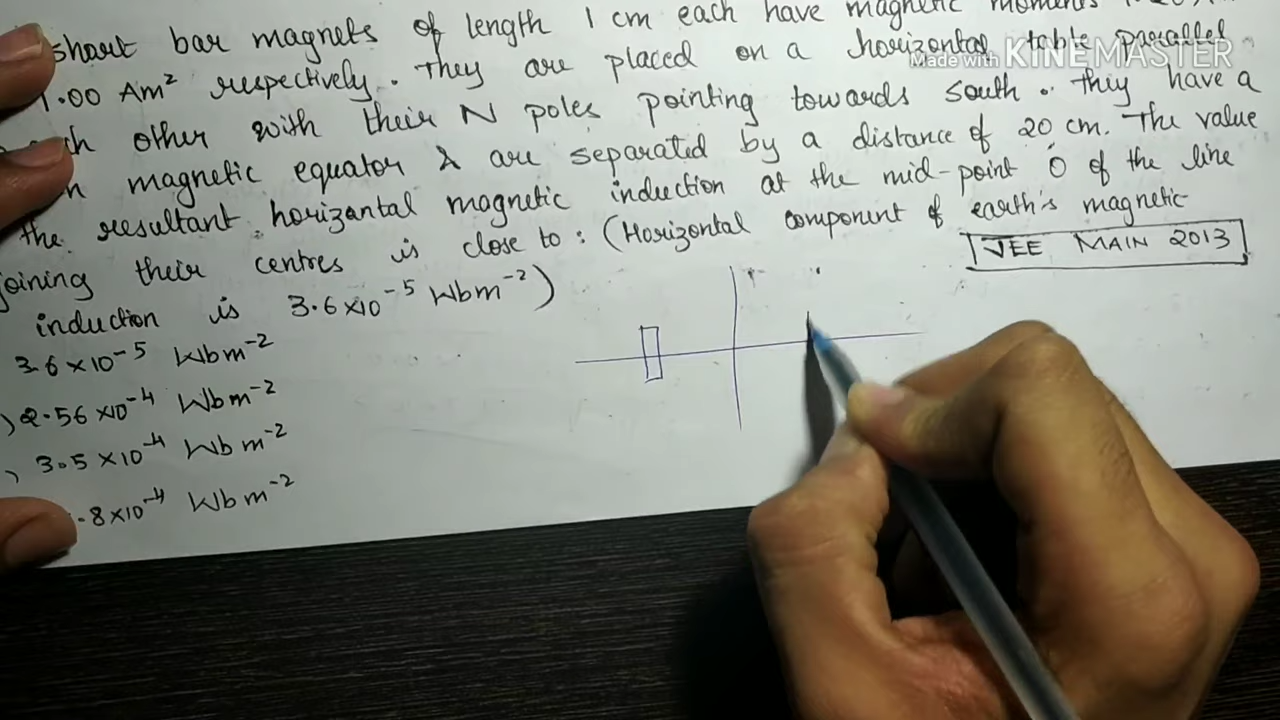 short bar magnets of length 1 cm each have magnetic moments
1.00 Am² respectively. They are placed on a horizontal table parallel
other with their N poles pointing towards south. They have a
magnetic equator & are separated by a distance of 20 cm. The value
the resultant horizantal magnetic induction at the mid-point O of the line
joining their centres is close to: (Horizontal component of earth's magnetic
induction is 3.6×10⁻⁵ Wbm⁻²)
JEE MAIN 2013
3.6×10⁻⁵ Wbm⁻²
) 2.56×10⁻⁴ Wbm⁻²
) 3.5×10⁻⁴ Wbm⁻²
.8×10⁻⁴ Wbm⁻²
Made with KINEMASTER